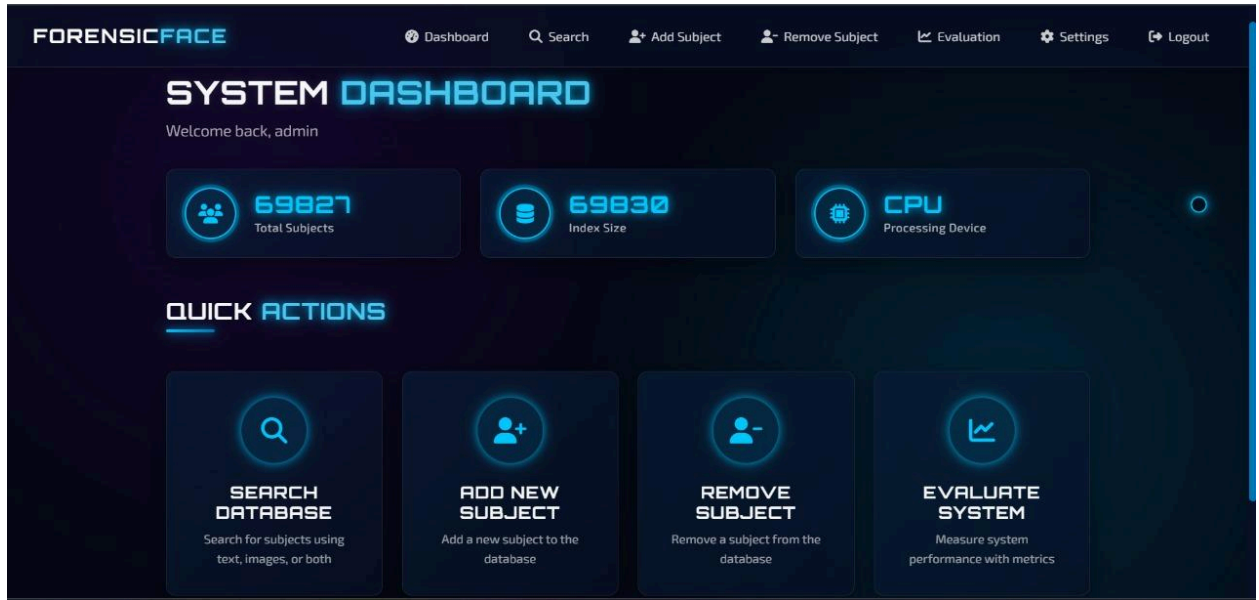 FORENSICFACE
Dashboard
Search
Add Subject
Remove Subject
Evaluation
Settings
Logout
SYSTEM DASHBOARD
Welcome back, admin
69827
Total Subjects
69830
Index Size
CPU
Processing Device
QUICK ACTIONS
SEARCH
DATABASE
Search for subjects using
text, images, or both
ADD NEW
SUBJECT
Add a new subject to the
database
REMOVE
SUBJECT
Remove a subject from the
database
EVALUATE
SYSTEM
Measure system
performance with metrics